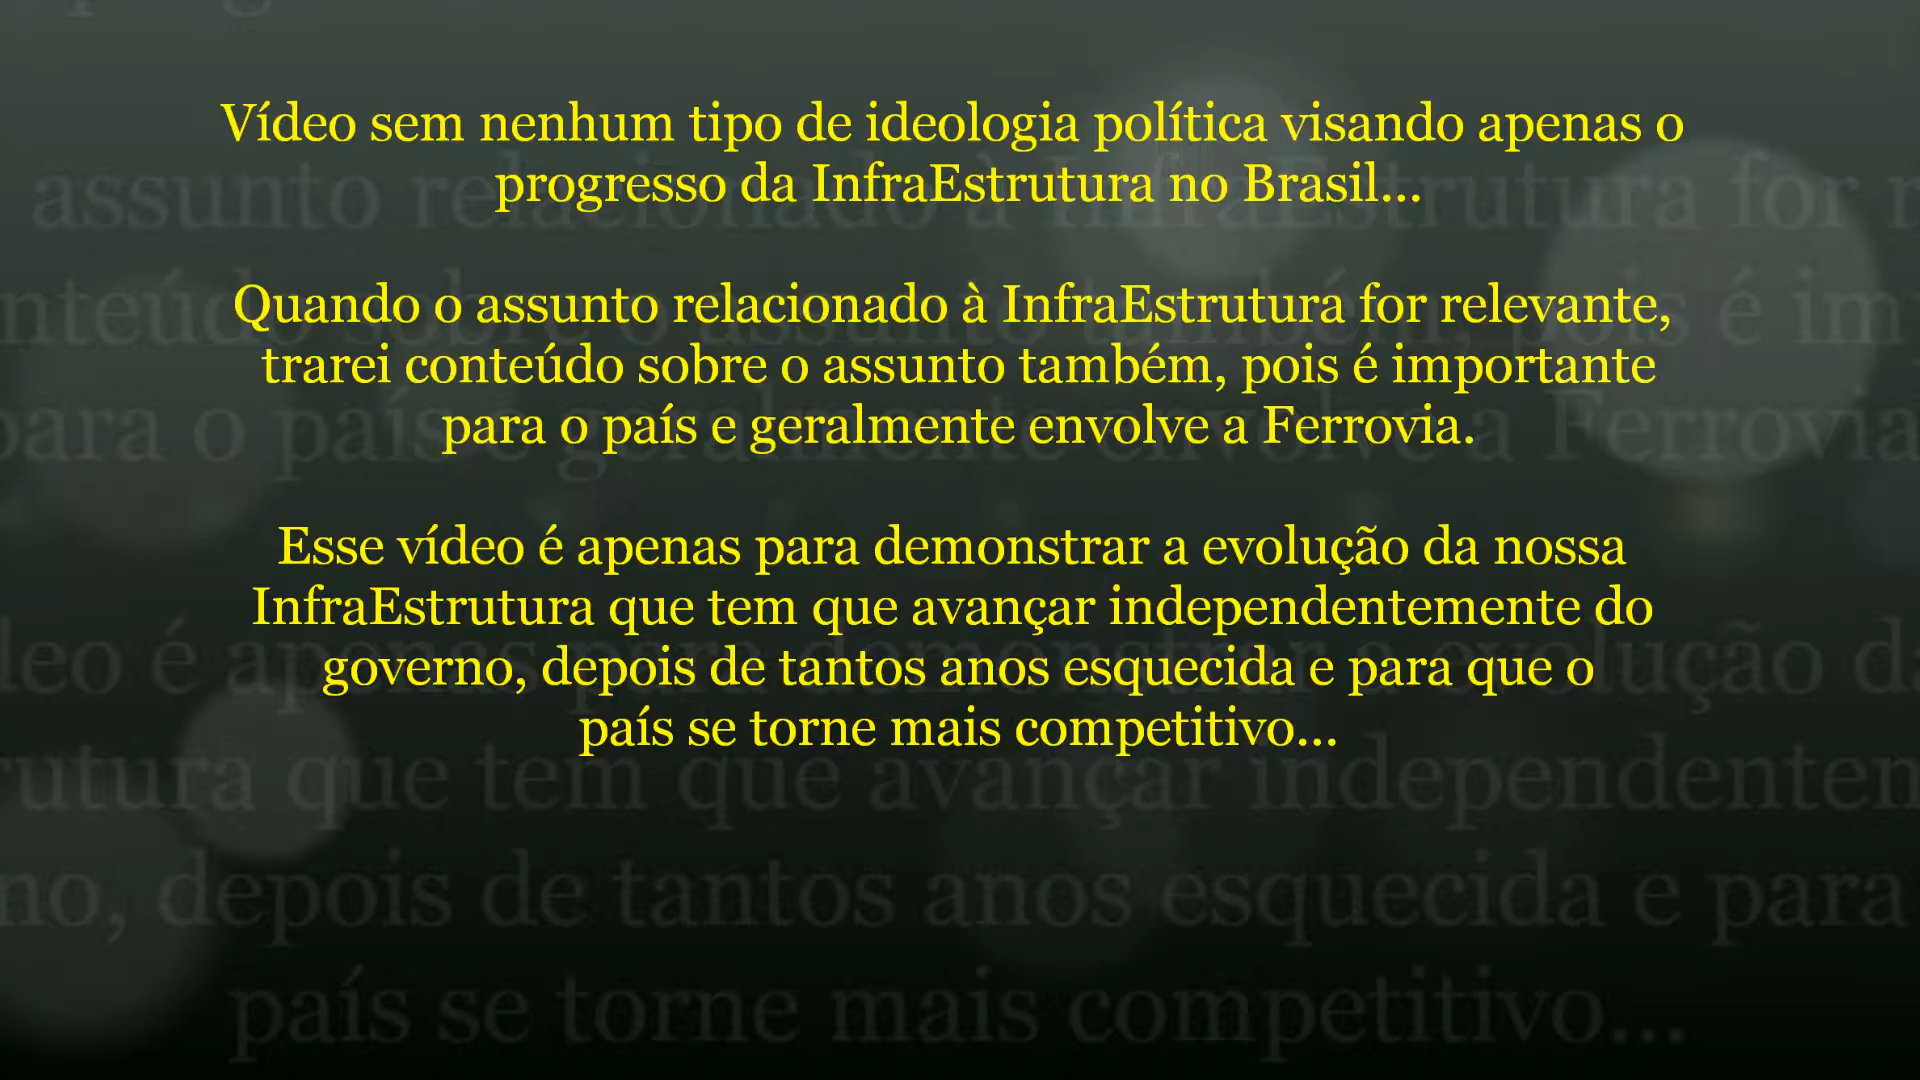 Vídeo sem nenhum tipo de ideologia política visando apenas o
progresso da InfraEstrutura no Brasil...
Quando o assunto relacionado à InfraEstrutura for relevante,
trarei conteúdo sobre o assunto também, pois é importante
para o país e geralmente envolve a Ferrovia.
Esse vídeo é apenas para demonstrar a evolução da nossa
InfraEstrutura que tem que avançar independentemente do
governo, depois de tantos anos esquecida e para que o
país se torne mais competitivo...